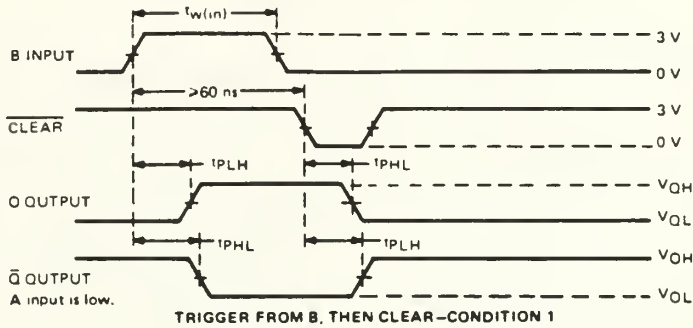 tw(in)
3 V
B INPUT
0 V
>60 ns
3 V
CLEAR
0 V
tPLH
tPHL
VOH
O OUTPUT
VOL
tPHL
tPLH
VOH
Q̄ OUTPUT
A input is low.
VOL
TRIGGER FROM B, THEN CLEAR–CONDITION 1